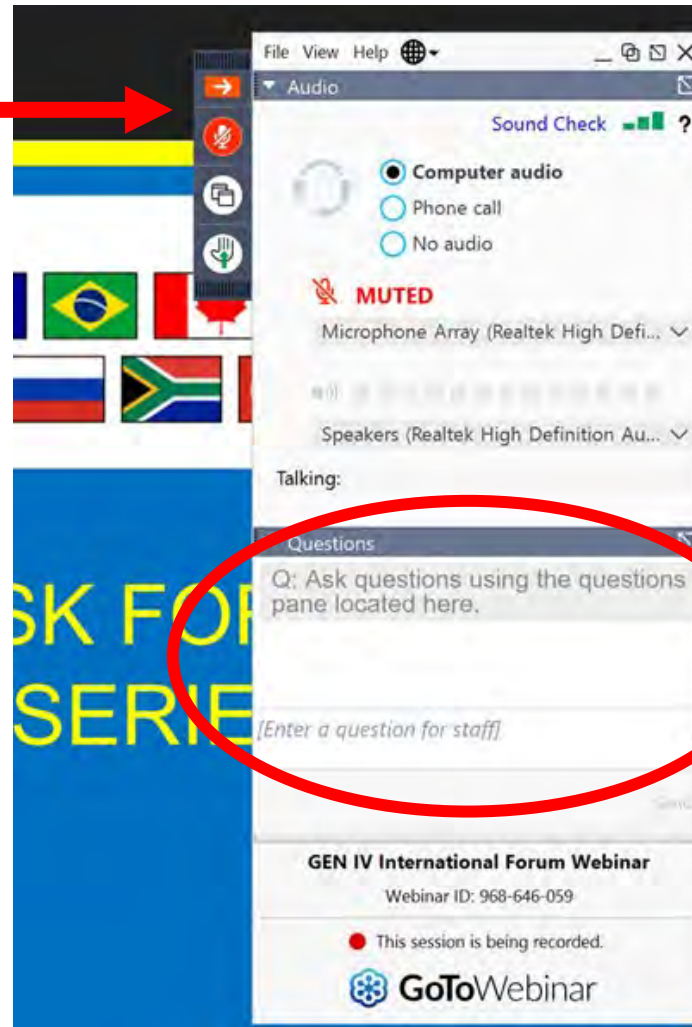 File View Help
Audio
Sound Check ?
Computer audio
Phone call
No audio
MUTED
Microphone Array (Realtek High Defi...
Speakers (Realtek High Definition Au...
Talking:
Questions
Q: Ask questions using the questions
pane located here.
SK FO
SERIE
[Enter a question for staff]
GEN IV International Forum Webinar
Webinar ID: 968-646-059
This session is being recorded.
GoToWebinar